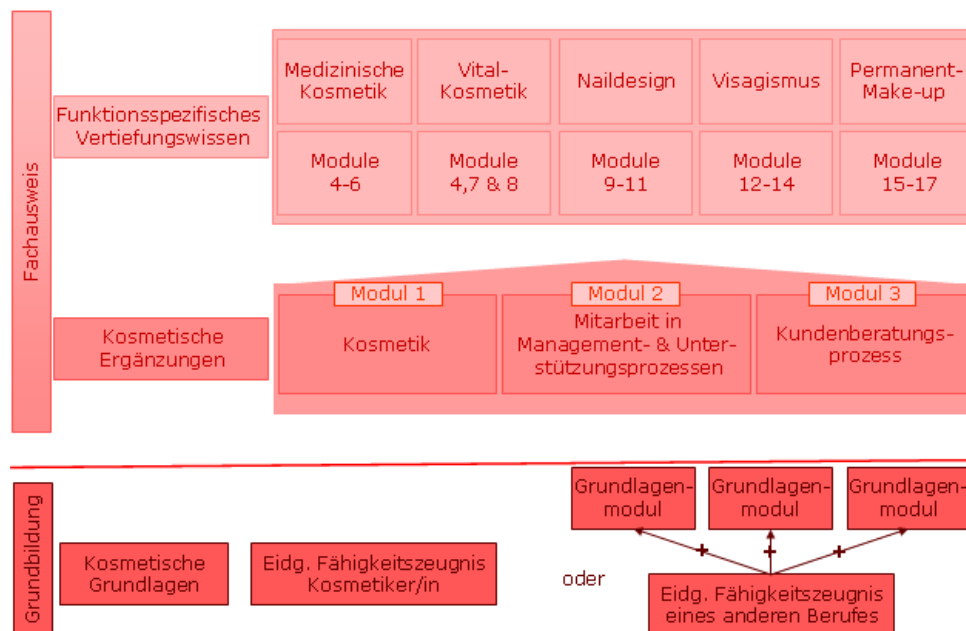 Fachausweis
Funktionsspezifisches
Vertiefungswissen
Medizinische
Kosmetik
Vital-
Kosmetik
Naildesign
Visagismus
Permanent-
Make-up
Module
4-6
Module
4,7 & 8
Module
9-11
Module
12-14
Module
15-17
Kosmetische
Ergänzungen
Modul 1
Kosmetik
Modul 2
Mitarbeit in
Management- & Unter-
stützungsprozessen
Modul 3
Kundenberatungs-
prozess
Grundbildung
Kosmetische
Grundlagen
Eidg. Fähigkeitszeugnis
Kosmetiker/in
oder
Grundlagen-
modul
Grundlagen-
modul
Grundlagen-
modul
Eidg. Fähigkeitszeugnis
eines anderen Berufes